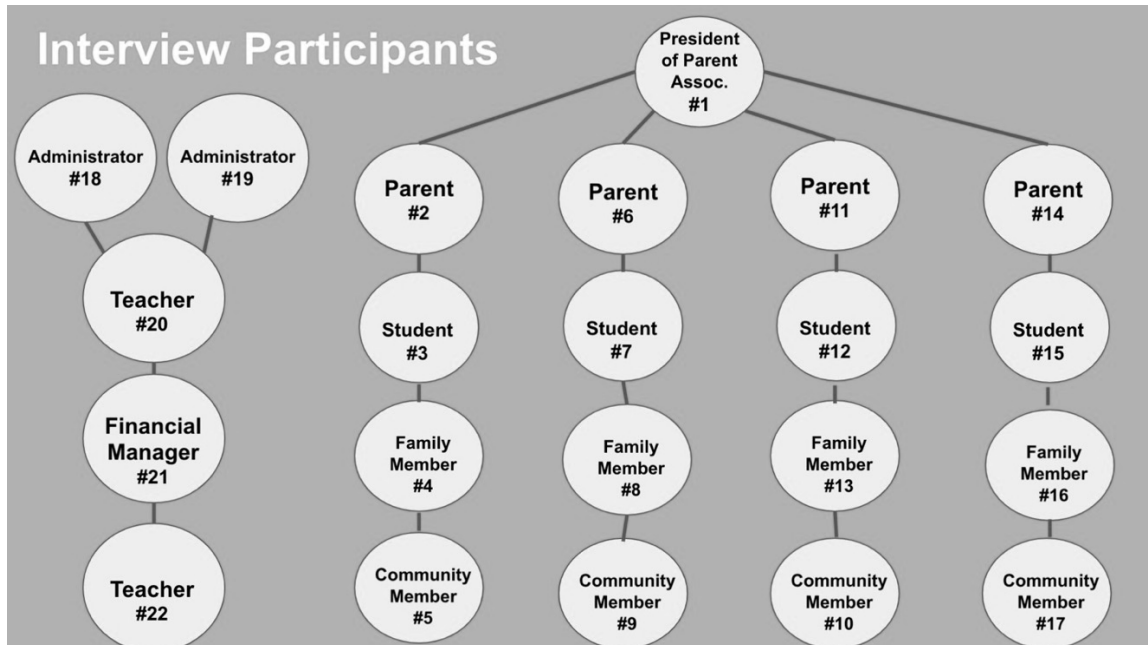 Interview Participants
President
of Parent
Assoc.
#1
Administrator
#18
Administrator
#19
Parent
#2
Parent
#6
Parent
#11
Parent
#14
Teacher
#20
Student
#3
Student
#7
Student
#12
Student
#15
Financial
Manager
#21
Family
Member
#4
Family
Member
#8
Family
Member
#13
Family
Member
#16
Teacher
#22
Community
Member
#5
Community
Member
#9
Community
Member
#10
Community
Member
#17